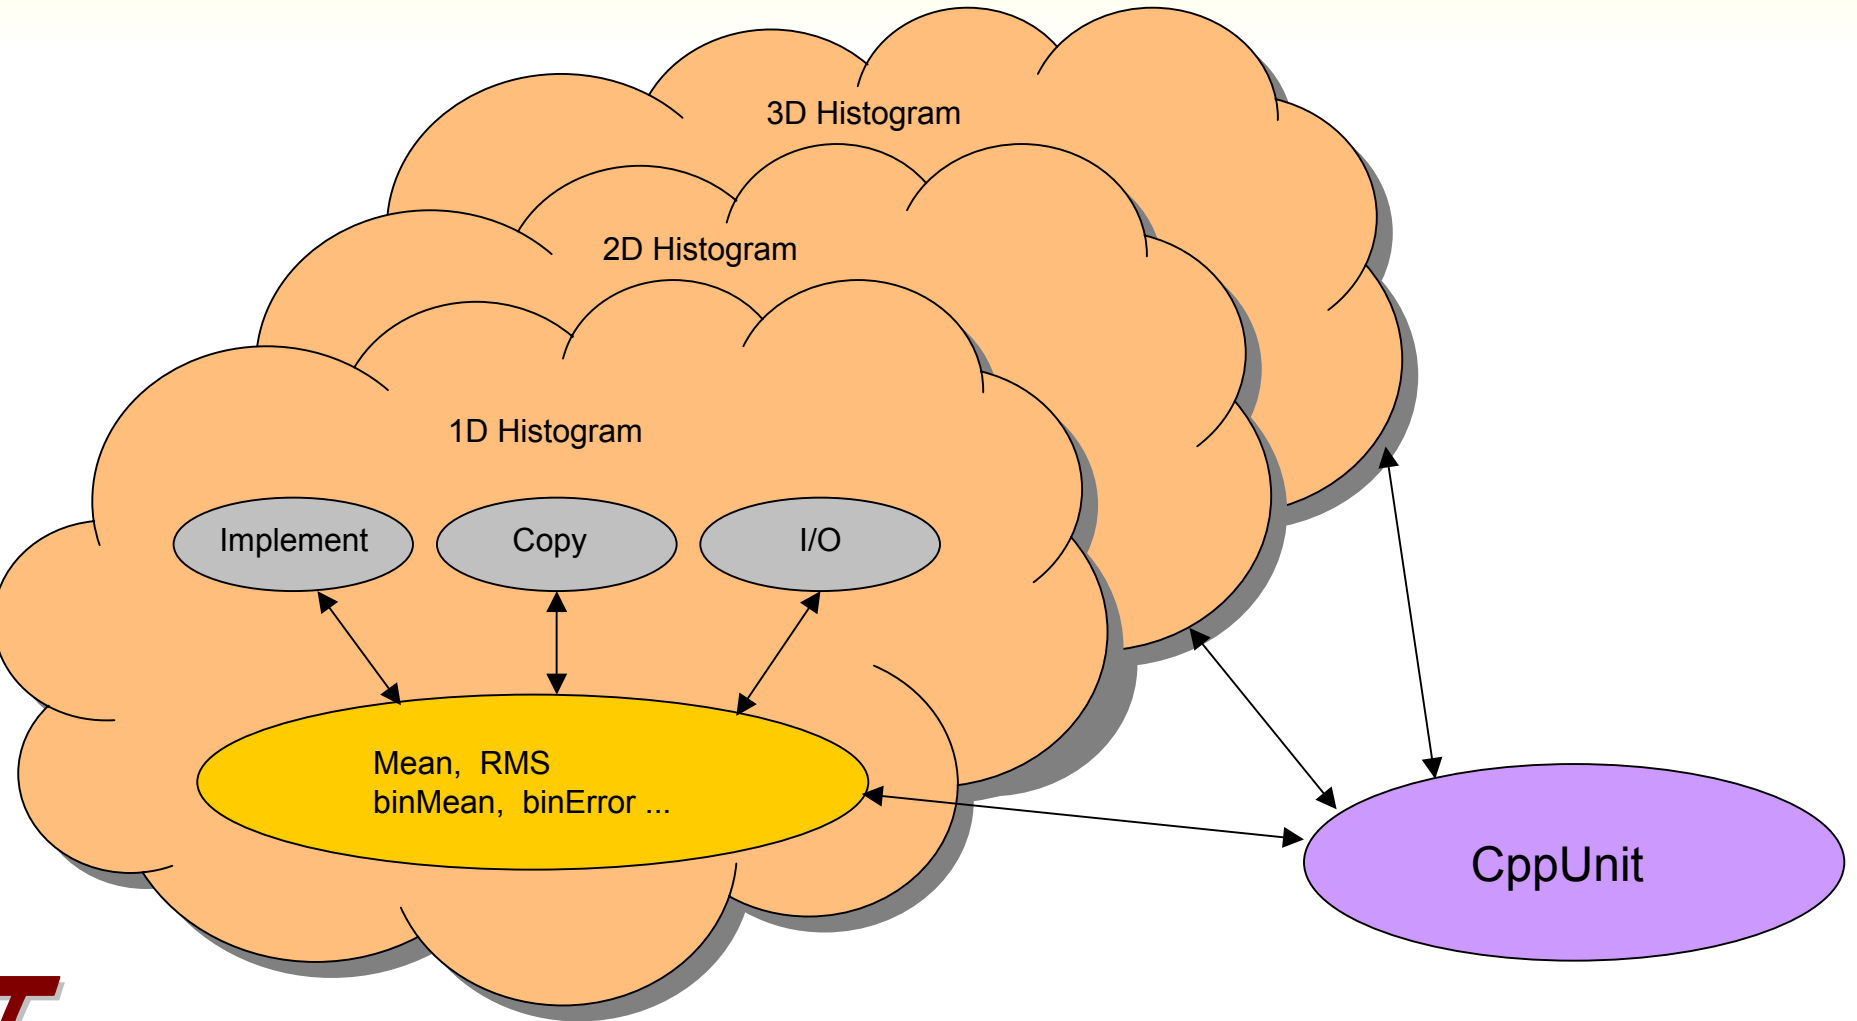 3D Histogram
2D Histogram
1D Histogram
Implement
Copy
I/O
Mean, RMS
binMean, binError ...
CppUnit